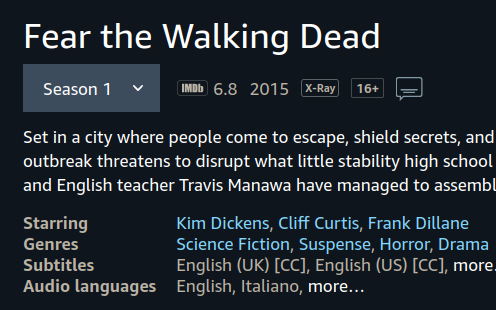 Fear the Walking Dead
Season 1 IMDb 6.8 2015 X-Ray 16+
Set in a city where people come to escape, shield secrets, and
outbreak threatens to disrupt what little stability high school
and English teacher Travis Manawa have managed to assembl
Starring Kim Dickens, Cliff Curtis, Frank Dillane
Genres Science Fiction, Suspense, Horror, Drama
Subtitles English (UK) [CC], English (US) [CC], more.
Audio languages English, Italiano, more…